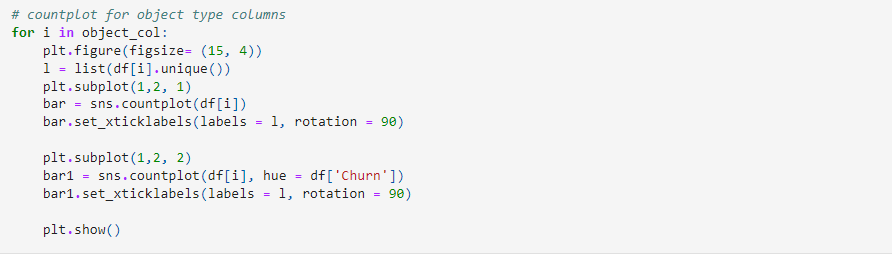 # countplot for object type columns
for i in object_col:
    plt.figure(figsize= (15, 4))
    l = list(df[i].unique())
    plt.subplot(1,2, 1)
    bar = sns.countplot(df[i])
    bar.set_xticklabels(labels = l, rotation = 90)

    plt.subplot(1,2, 2)
    bar1 = sns.countplot(df[i], hue = df['Churn'])
    bar1.set_xticklabels(labels = l, rotation = 90)

    plt.show()